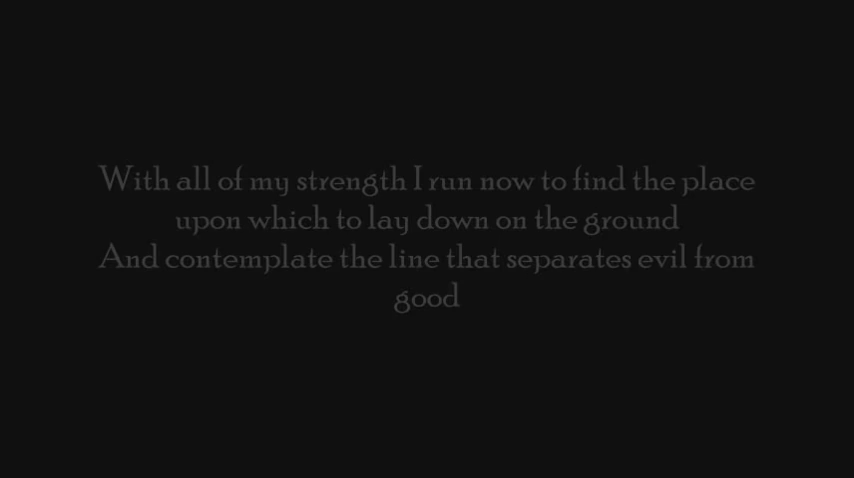 With all of my strength I run now to find the place
upon which to lay down on the ground
And contemplate the line that separates evil from
good